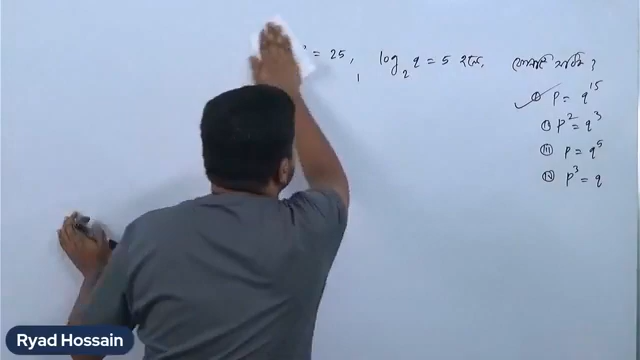 = 25, log₂ q = 5 হলে, কোনটি সঠিক ?
i p = q¹⁵
ii p² = q³
iii p = q⁵
iv p³ = q
Ryad Hossain